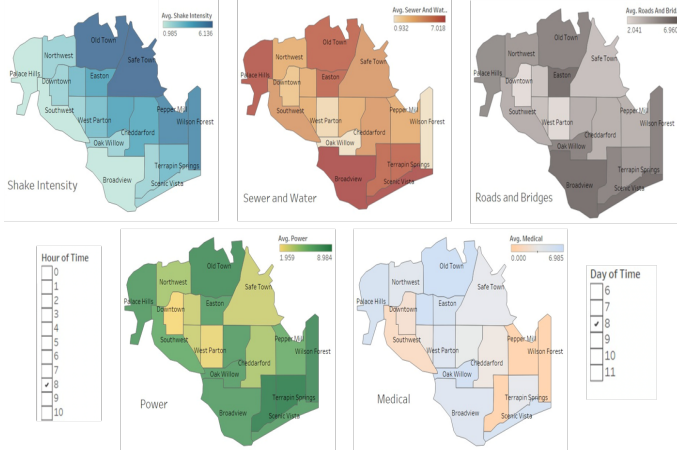 Avg. Shake Intensity
0.985 6.136
Old Town
Safe Town
Northwest
Palace Hills
Downtown
Easton
Southwest
West Parton
Pepper Mill
Wilson Forest
Cheddarford
Oak Willow
Terrapin Springs
Broadview
Scenic Vista
Shake Intensity
Avg. Sewer And Wat..
0.932 7.018
Old Town
Safe Town
Northwest
Palace Hills
Downtown
Easton
Southwest
West Parton
Pepper Mill
Wilson Forest
Cheddarford
Oak Willow
Terrapin Springs
Broadview
Scenic Vista
Sewer and Water
Avg. Roads And Brid
2.041 6.960
Old Town
Safe Town
Northwest
Palace Hills
Downtown
Easton
Southwest
West Parton
Pepper Mill
Wilson Forest
Cheddarford
Oak Willow
Terrapin Springs
Broadview
Scenic Vista
Roads and Bridges
Hour of Time
0
1
2
3
4
5
6
7
8
9
10
Avg. Power
1.959 8.984
Old Town
Safe Town
Northwest
Palace Hills
Downtown
Easton
Southwest
West Parton
Pepper Mill
Wilson Forest
Cheddarford
Oak Willow
Terrapin Springs
Broadview
Scenic Vista
Power
Avg. Medical
0.000 6.985
Old Town
Safe Town
Northwest
Palace Hills
Downtown
Easton
Southwest
West Parton
Pepper Mill
Wilson Forest
Cheddarford
Oak Willow
Terrapin Springs
Broadview
Scenic Vista
Medical
Day of Time
6
7
8
9
10
11